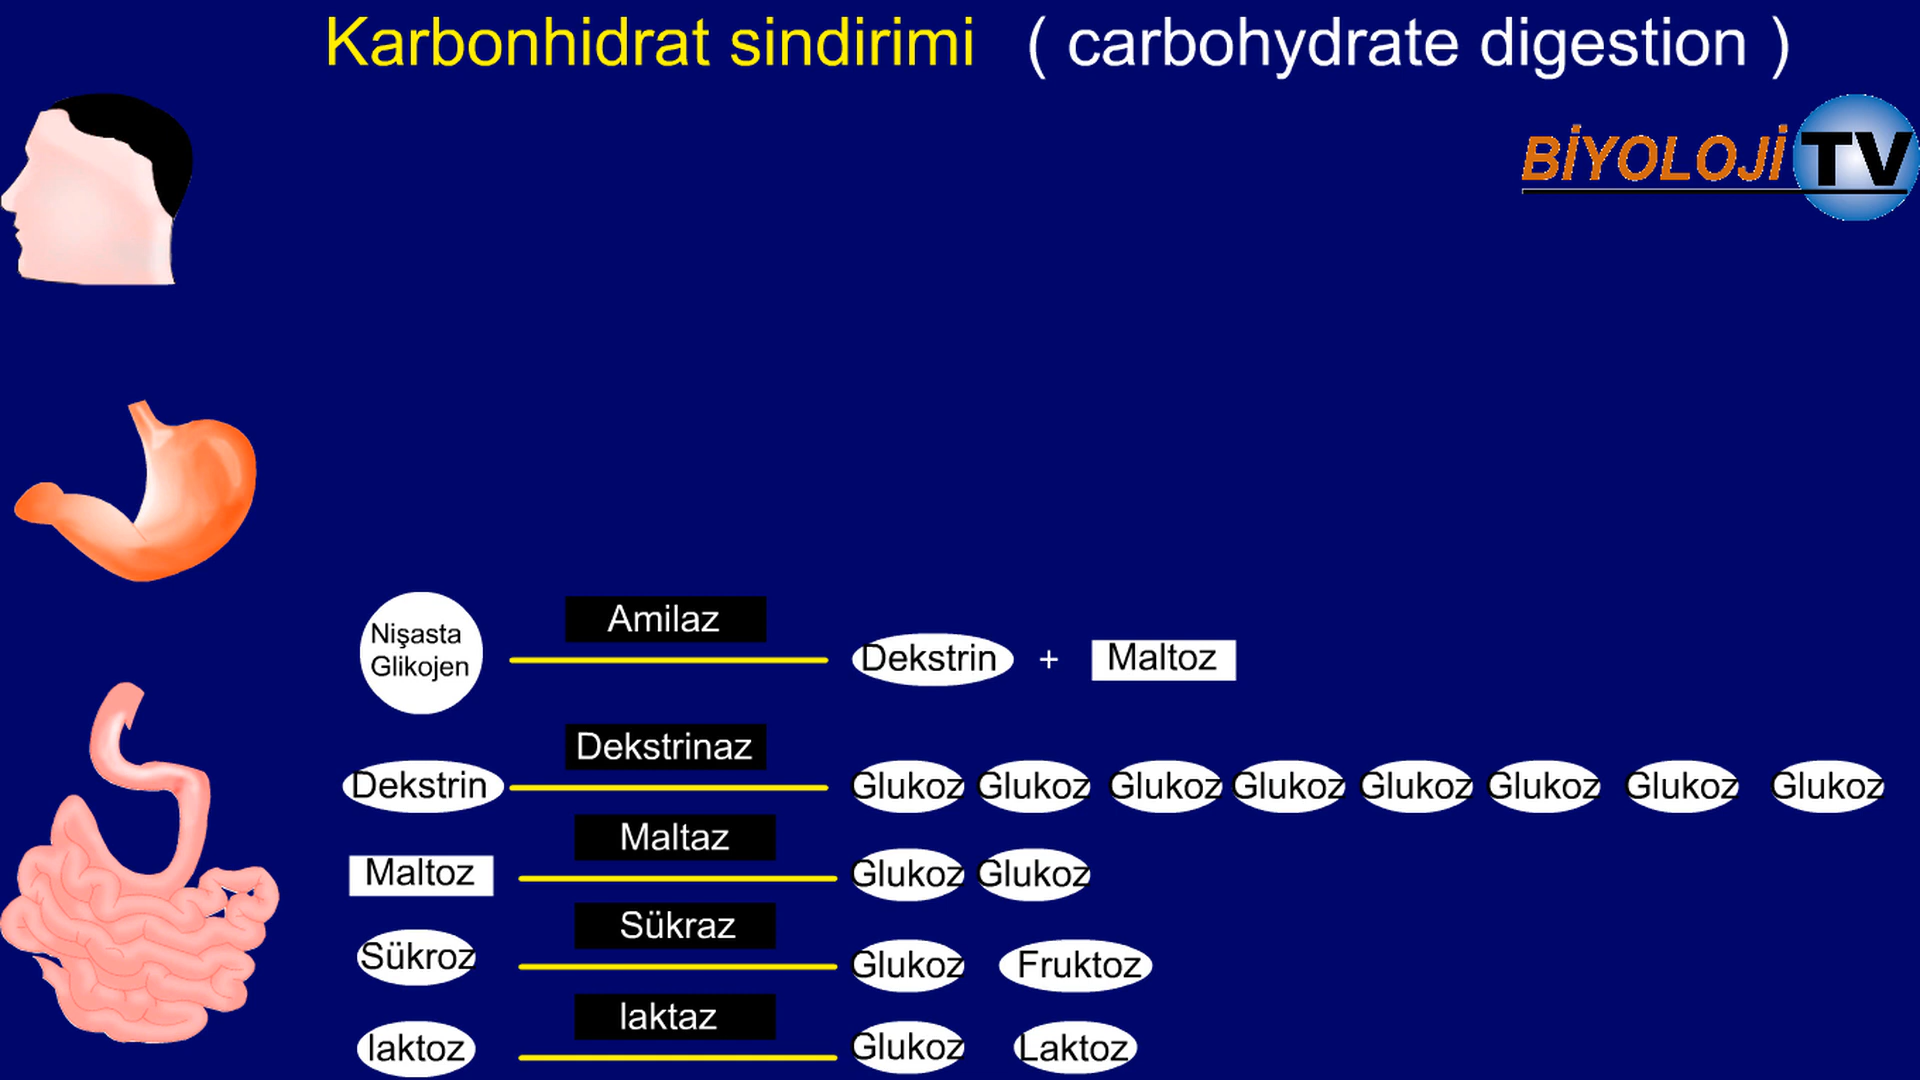 Karbonhidrat sindirimi ( carbohydrate digestion )
BİYOLOJİ TV
Nişasta
Glikojen
Amilaz
Dekstrin + Maltoz
Dekstrinaz
Dekstrin Glukoz Glukoz Glukoz Glukoz Glukoz Glukoz Glukoz Glukoz
Maltaz
Maltoz Glukoz Glukoz
Sükraz
Sükroz Glukoz Fruktoz
laktaz
laktoz Glukoz Laktoz